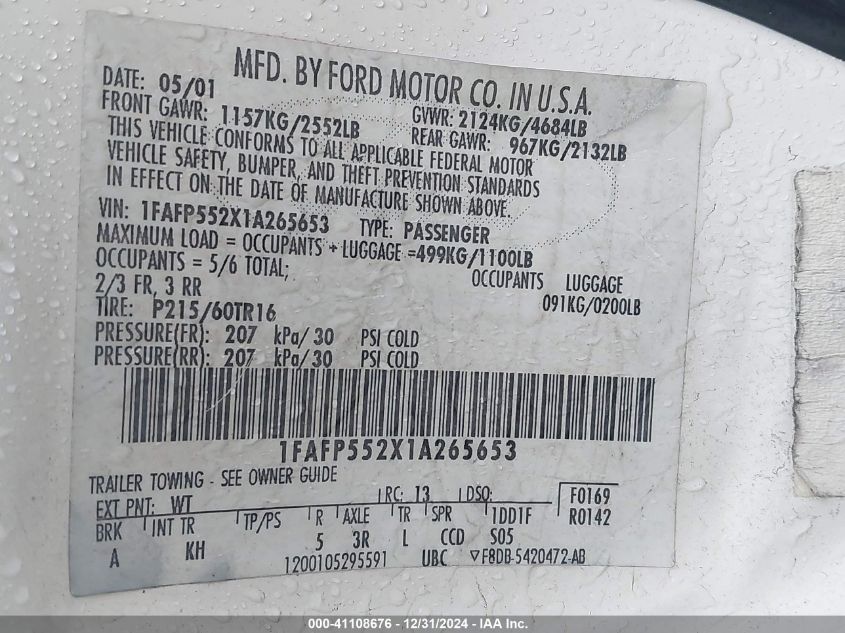 MFD. BY FORD MOTOR CO. IN U.S.A.
DATE: 05/01 GVWR: 2124KG/4684LB
FRONT GAWR: 1157KG/2552LB REAR GAWR: 967KG/2132LB
THIS VEHICLE CONFORMS TO ALL APPLICABLE FEDERAL MOTOR
VEHICLE SAFETY, BUMPER, AND THEFT PREVENTION STANDARDS
IN EFFECT ON THE DATE OF MANUFACTURE SHOWN ABOVE.
VIN: 1FAFP552X1A265653 TYPE: PASSENGER
MAXIMUM LOAD = OCCUPANTS + LUGGAGE =499KG/1100LB
OCCUPANTS = 5/6 TOTAL; OCCUPANTS LUGGAGE
2/3 FR, 3 RR 091KG/0200LB
TIRE: P215/60TR16
PRESSURE(FR): 207 kPa/ 30 PSI COLD
PRESSURE(RR): 207 kPa/ 30 PSI COLD
1FAFP552X1A265653
TRAILER TOWING - SEE OWNER GUIDE
EXT PNT: WT RC: 13 DSO: F0169
BRK INT TR TP/PS R AXLE TR SPR 1DD1F R0142
A KH 5 3R L CCD S05
1200105295591 UBC ▽F8DB-5420472-AB
000-41108676 - 12/31/2024 - IAA Inc.